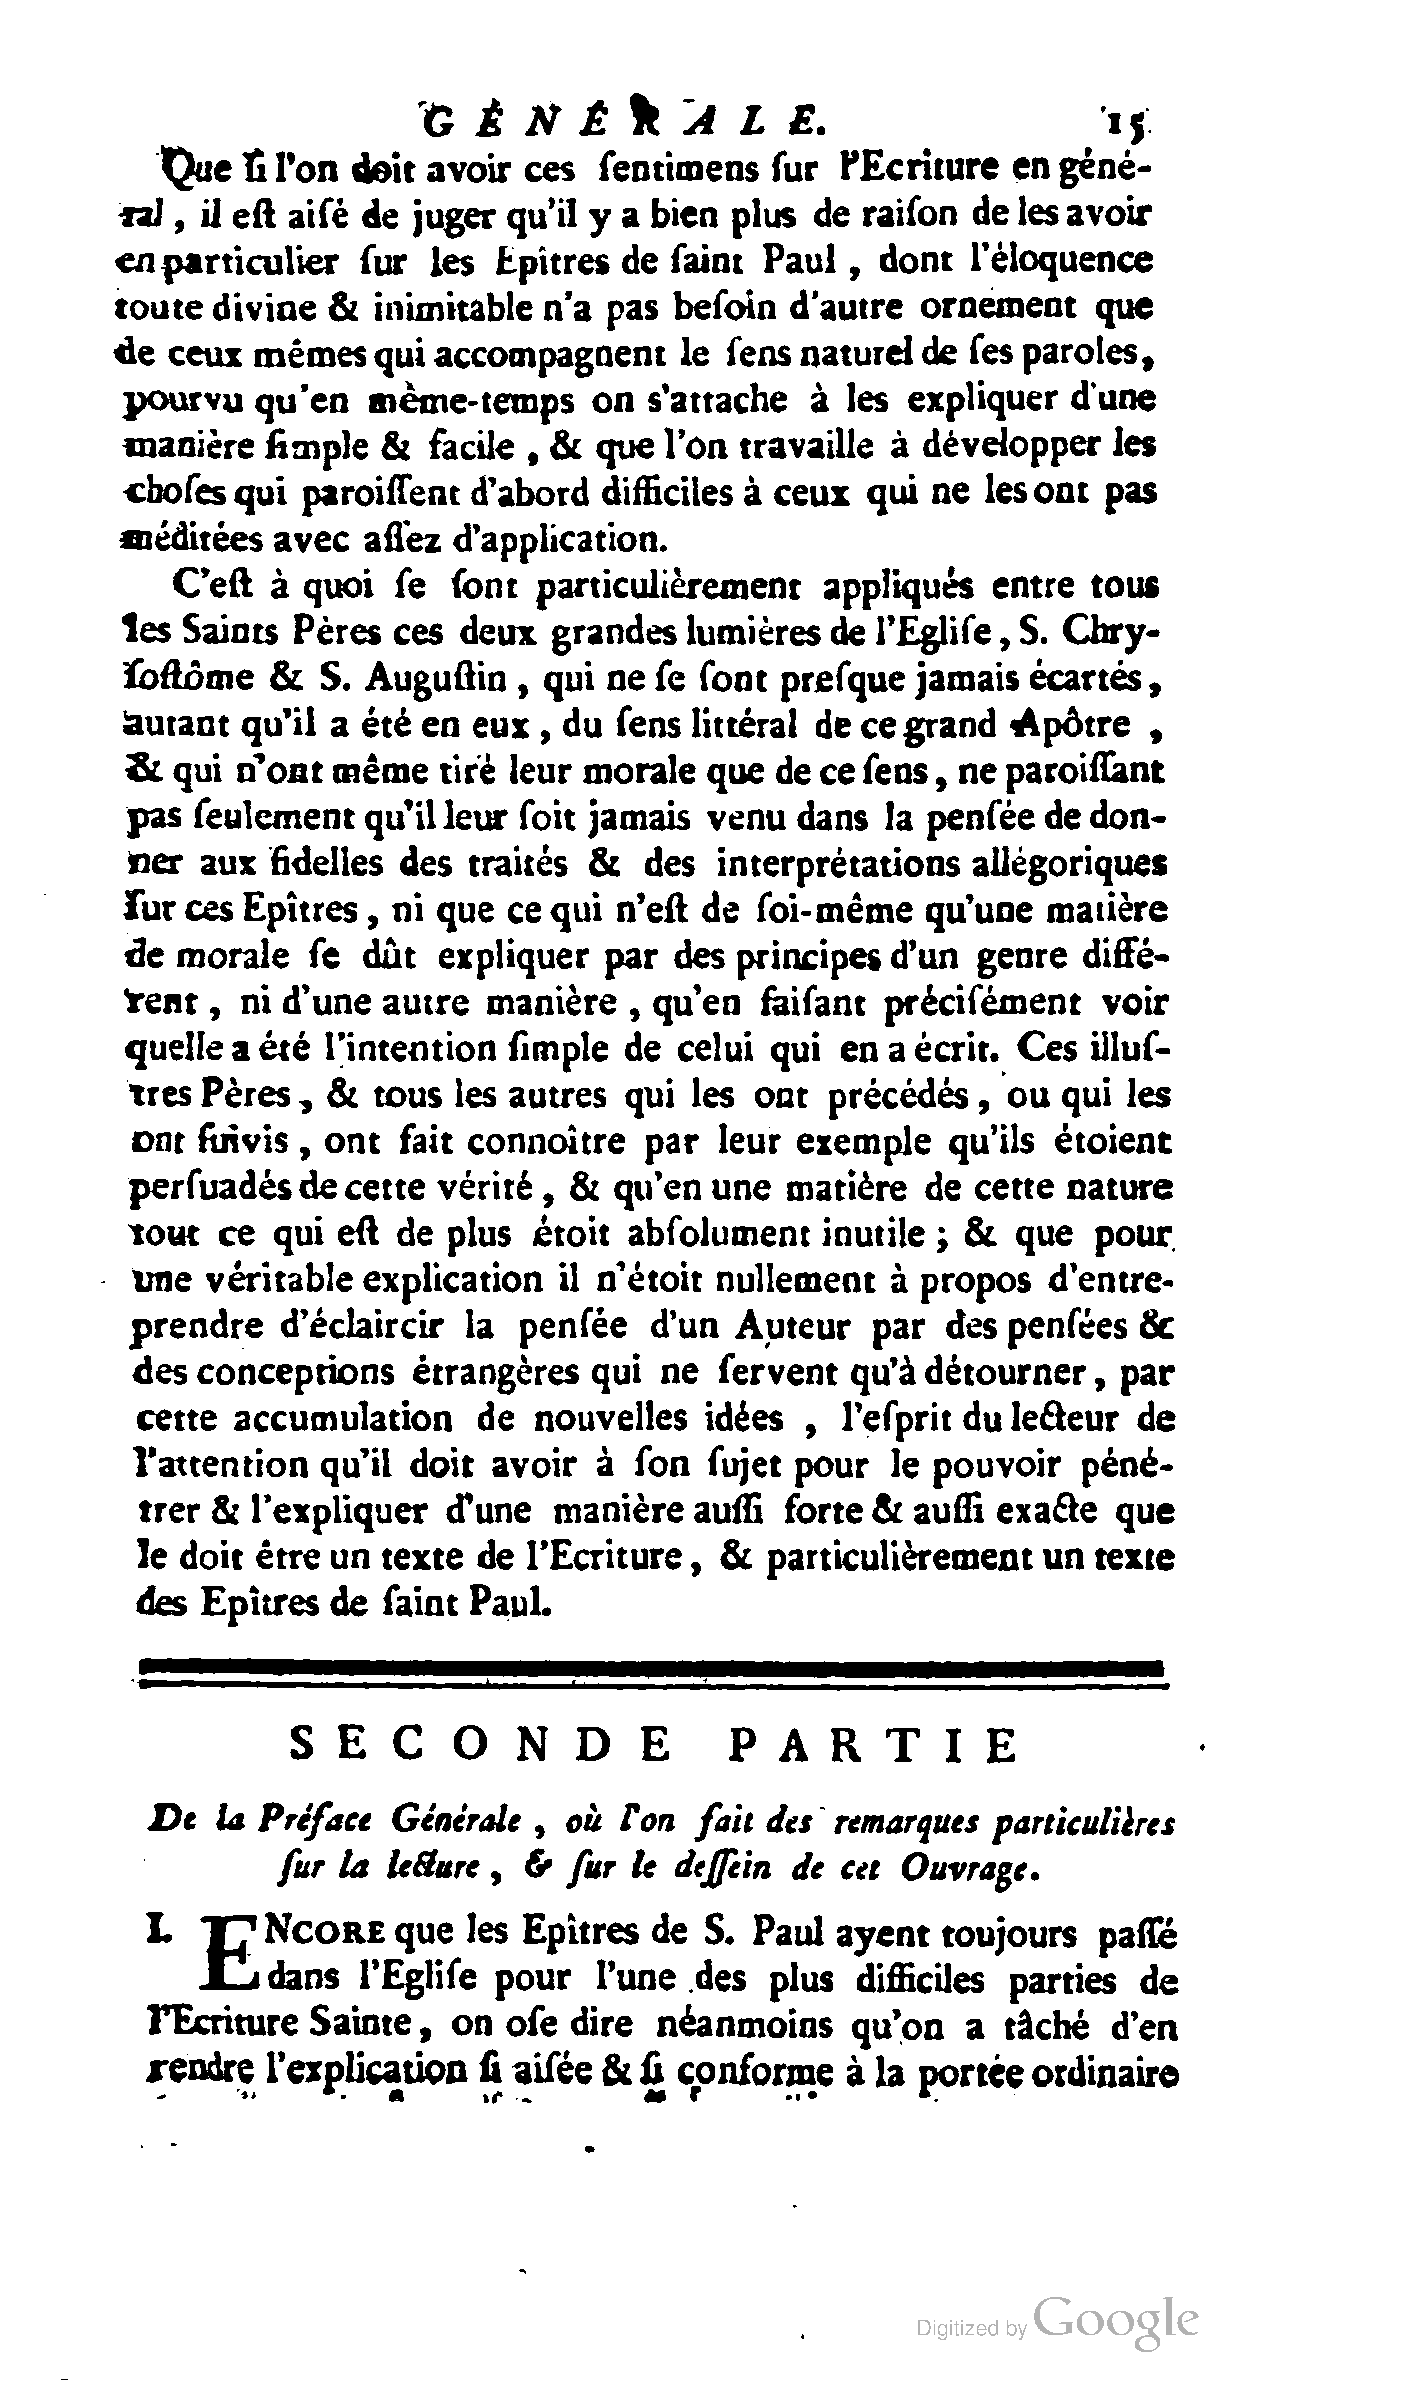 GÉNÉRALE. 15
Que ſi l'on doit avoir ces ſentimens ſur l'Ecriture en géné-
ral, il eſt aiſé de juger qu'il y a bien plus de raiſon de les avoir
en particulier ſur les Epîtres de ſaint Paul, dont l'éloquence
toute divine & inimitable n'a pas beſoin d'autre ornement que
de ceux mêmes qui accompagnent le ſens naturel de ſes paroles,
pourvu qu'en même-temps on s'attache à les expliquer d'une
manière ſimple & facile, & que l'on travaille à développer les
choſes qui paroiſſent d'abord difficiles à ceux qui ne les ont pas
méditées avec aſſez d'application.
C'eſt à quoi ſe ſont particulièrement appliqués entre tous
les Saints Pères ces deux grandes lumières de l'Egliſe, S. Chry-
ſoſtôme & S. Auguſtin, qui ne ſe ſont preſque jamais écartés,
autant qu'il a été en eux, du ſens littéral de ce grand Apôtre,
& qui n'ont même tiré leur morale que de ce ſens, ne paroiſſant
pas ſeulement qu'il leur ſoit jamais venu dans la penſée de don-
ner aux fidelles des traités & des interprétations allégoriques
ſur ces Epîtres, ni que ce qui n'eſt de ſoi-même qu'une matière
de morale ſe dût expliquer par des principes d'un genre diffé-
rent, ni d'une autre manière, qu'en faiſant préciſément voir
quelle a été l'intention ſimple de celui qui en a écrit. Ces illuſ-
tres Pères, & tous les autres qui les ont précédés, ou qui les
ont ſuivis, ont fait connoître par leur exemple qu'ils étoient
perſuadés de cette vérité, & qu'en une matière de cette nature
tout ce qui eſt de plus étoit abſolument inutile; & que pour
une véritable explication il n'étoit nullement à propos d'entre-
prendre d'éclaircir la penſée d'un Auteur par des penſées &
des conceptions étrangères qui ne ſervent qu'à détourner, par
cette accumulation de nouvelles idées, l'eſprit du lecteur de
l'attention qu'il doit avoir à ſon ſujet pour le pouvoir péné-
trer & l'expliquer d'une manière auſſi forte & auſſi exacte que
le doit être un texte de l'Ecriture, & particulièrement un texte
des Epîtres de ſaint Paul.
SECONDE PARTIE
De la Préface Générale, où l'on fait des remarques particulières
ſur la lecture, & ſur le deſſein de cet Ouvrage.
I. ENCORE que les Epîtres de S. Paul ayent toujours paſſé
dans l'Egliſe pour l'une des plus difficiles parties de
l'Ecriture Sainte, on oſe dire néanmoins qu'on a tâché d'en
rendre l'explication ſi aiſée & ſi conforme à la portée ordinaire
Digitized by Google